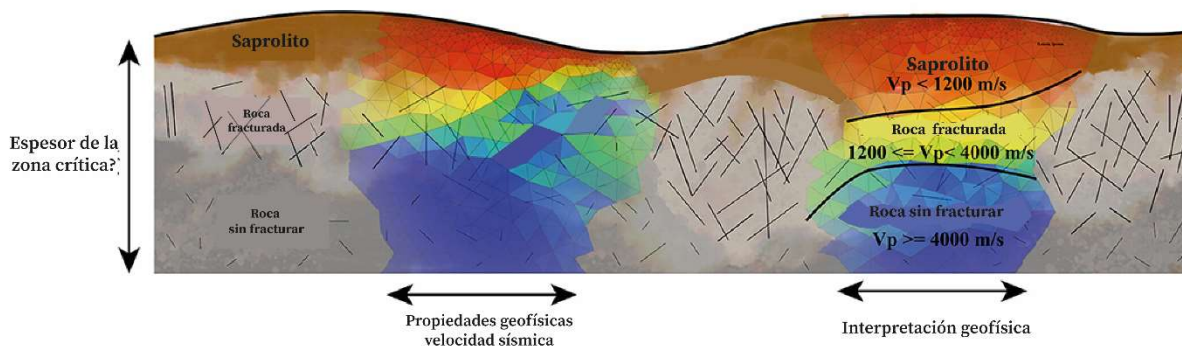 Saprolito
Roca
fracturada
Espesor de la
zona crítica?
Roca
sin fracturar
Saprolito
Vp < 1200 m/s
Roca fracturada
1200 <= Vp< 4000 m/s
Roca sin fracturar
Vp >= 4000 m/s
Propiedades geofísicas
velocidad sísmica
Interpretación geofísica